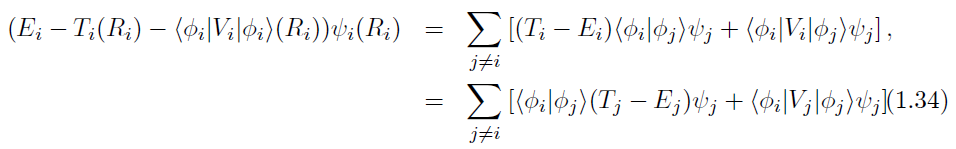 (E_i − T_i(R_i) − ⟨ϕ_i|V_i|ϕ_i⟩(R_i))ψ_i(R_i) = ∑_{j≠i} [(T_i − E_i)⟨ϕ_i|ϕ_j⟩ψ_j + ⟨ϕ_i|V_i|ϕ_j⟩ψ_j] ,
= ∑_{j≠i} [⟨ϕ_i|ϕ_j⟩(T_j − E_j)ψ_j + ⟨ϕ_i|V_j|ϕ_j⟩ψ_j] (1.34)